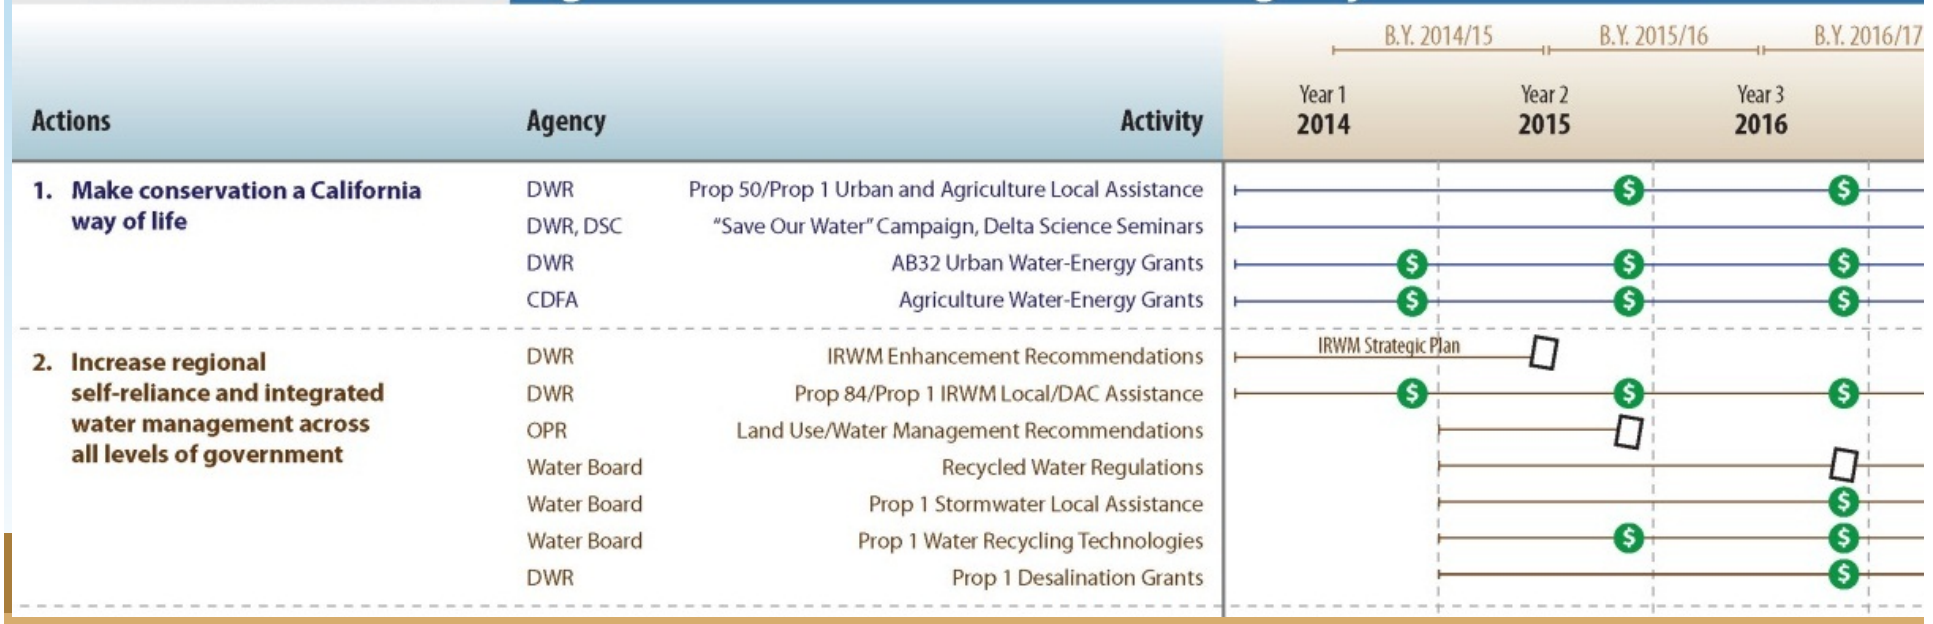 B.Y. 2014/15 B.Y. 2015/16 B.Y. 2016/17
Year 1 Year 2 Year 3
Actions Agency Activity 2014 2015 2016
1. Make conservation a California DWR Prop 50/Prop 1 Urban and Agriculture Local Assistance $ $
way of life DWR, DSC “Save Our Water” Campaign, Delta Science Seminars
DWR AB32 Urban Water-Energy Grants $ $ $
CDFA Agriculture Water-Energy Grants $ $ $
2. Increase regional DWR IRWM Enhancement Recommendations IRWM Strategic Plan
self-reliance and integrated DWR Prop 84/Prop 1 IRWM Local/DAC Assistance $ $ $
water management across OPR Land Use/Water Management Recommendations
all levels of government Water Board Recycled Water Regulations
Water Board Prop 1 Stormwater Local Assistance $
Water Board Prop 1 Water Recycling Technologies $ $
DWR Prop 1 Desalination Grants $